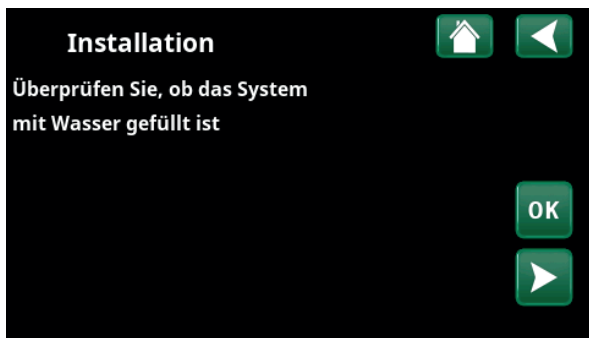 Installation
Überprüfen Sie, ob das System
mit Wasser gefüllt ist
OK